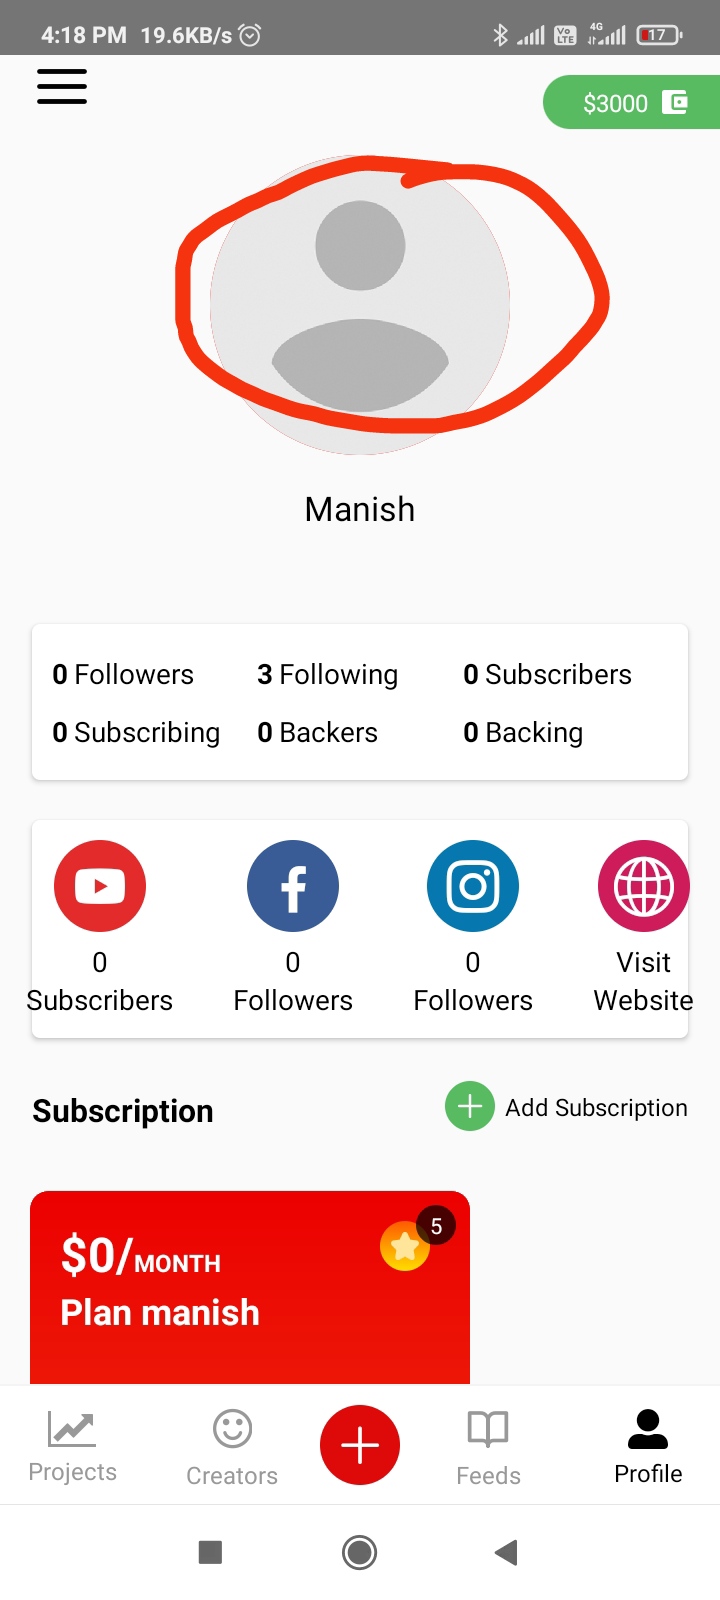 4:18 PM 19.6KB/s Vo LTE 4G 17
$3000
Manish
0 Followers 3 Following 0 Subscribers
0 Subscribing 0 Backers 0 Backing
0 0 0 Visit
Subscribers Followers Followers Website
Subscription Add Subscription
5
$0/MONTH
Plan manish
Projects Creators Feeds Profile